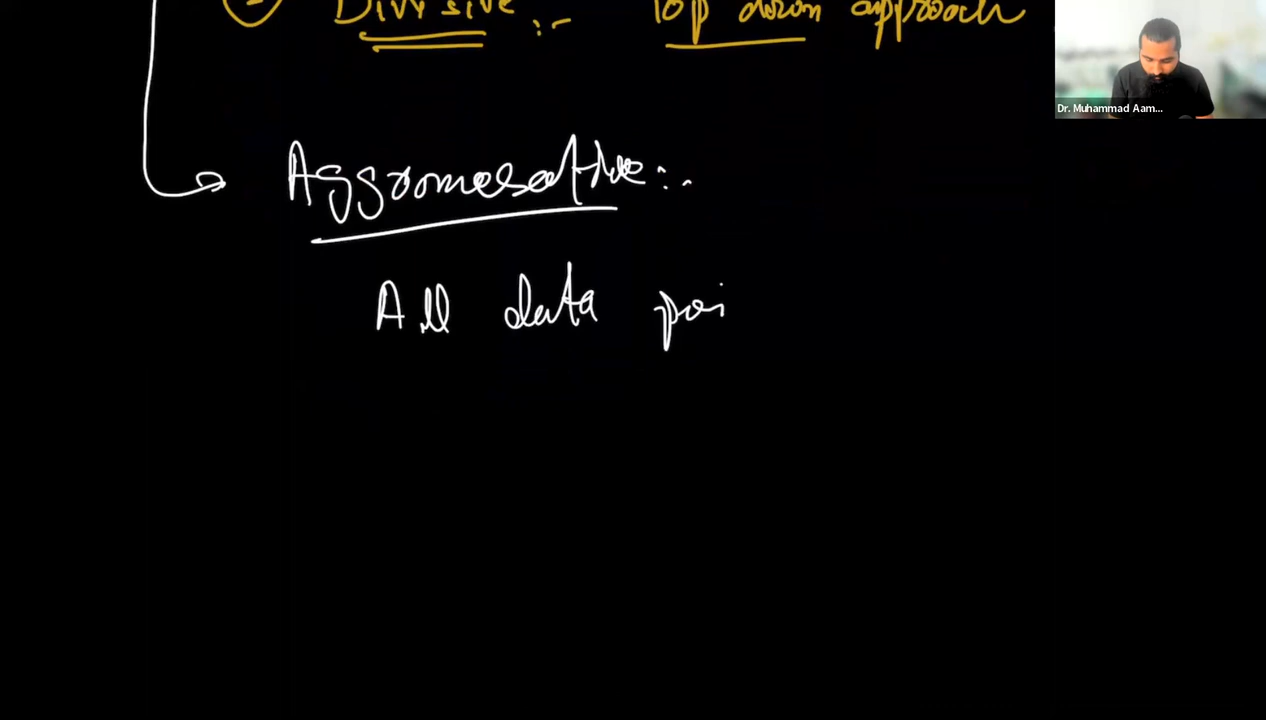 Divisive :- Top down approach
Dr. Muhammad Aam...
Aggromerative :-
All data poi